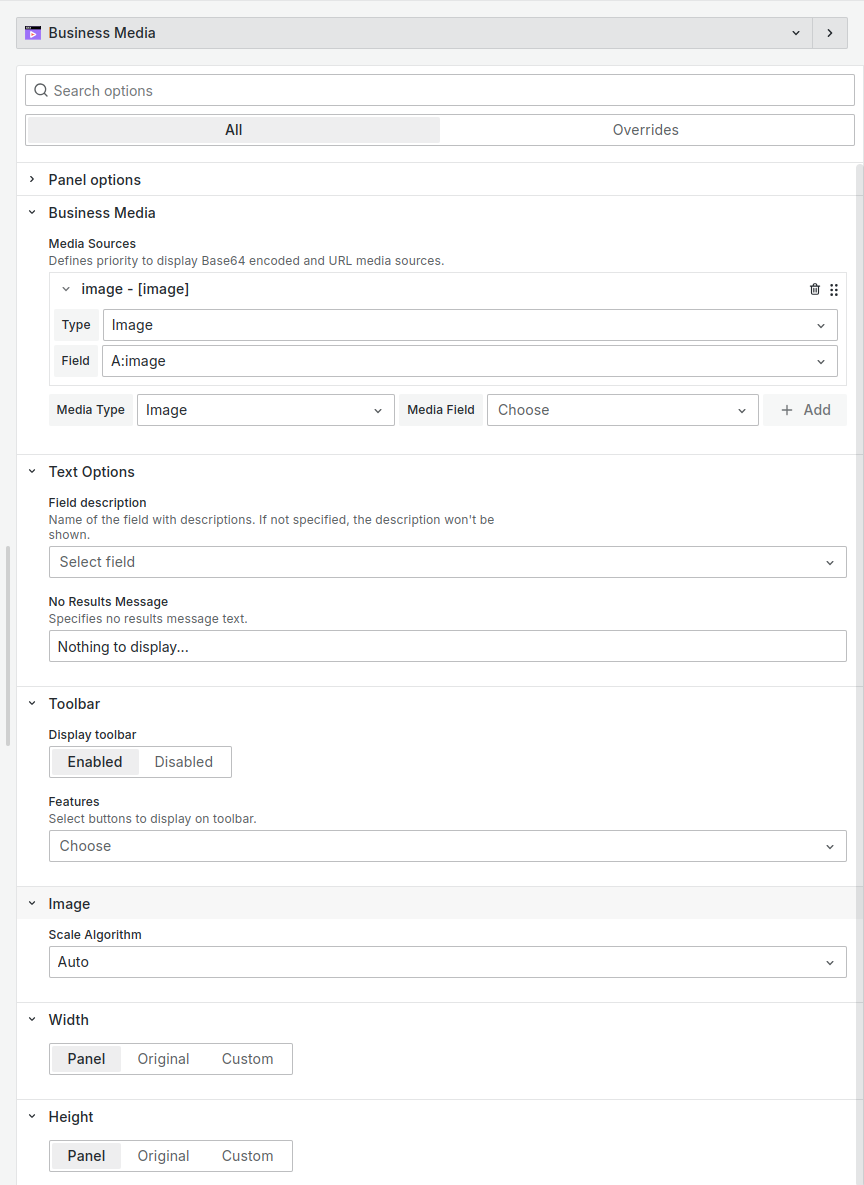 Business Media
Search options
All Overrides
Panel options
Business Media
Media Sources
Defines priority to display Base64 encoded and URL media sources.
image - [image]
Type Image
Field A:image
Media Type Image Media Field Choose + Add
Text Options
Field description
Name of the field with descriptions. If not specified, the description won't be
shown.
Select field
No Results Message
Specifies no results message text.
Nothing to display...
Toolbar
Display toolbar
Enabled Disabled
Features
Select buttons to display on toolbar.
Choose
Image
Scale Algorithm
Auto
Width
Panel Original Custom
Height
Panel Original Custom